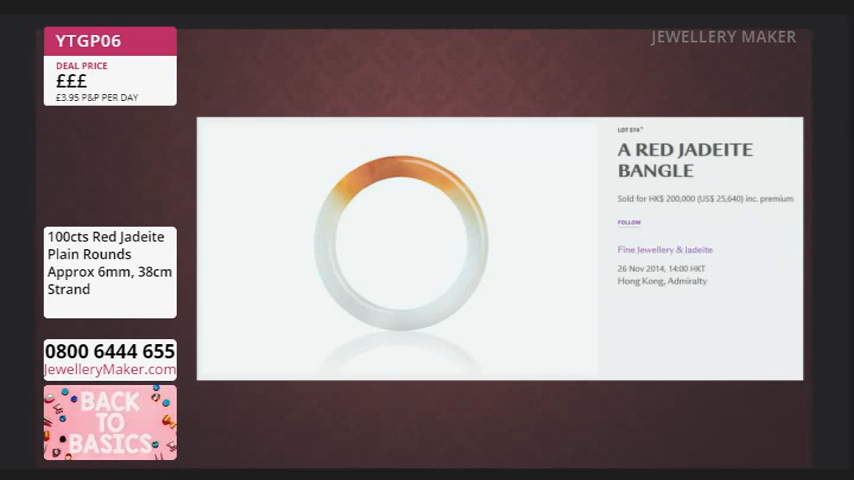 YTGP06
DEAL PRICE
£££
£3.95 P&P PER DAY
100cts Red Jadeite
Plain Rounds
Approx 6mm, 38cm
Strand
0800 6444 655
JewelleryMaker.com
BACK
TO
BASICS
JEWELLERY MAKER
LOT 574
A RED JADEITE
BANGLE
Sold for HK$ 200,000 (US$ 25,640) inc. premium
FOLLOW
Fine Jewellery & Jadeite
26 Nov 2014, 14:00 HKT
Hong Kong, Admiralty